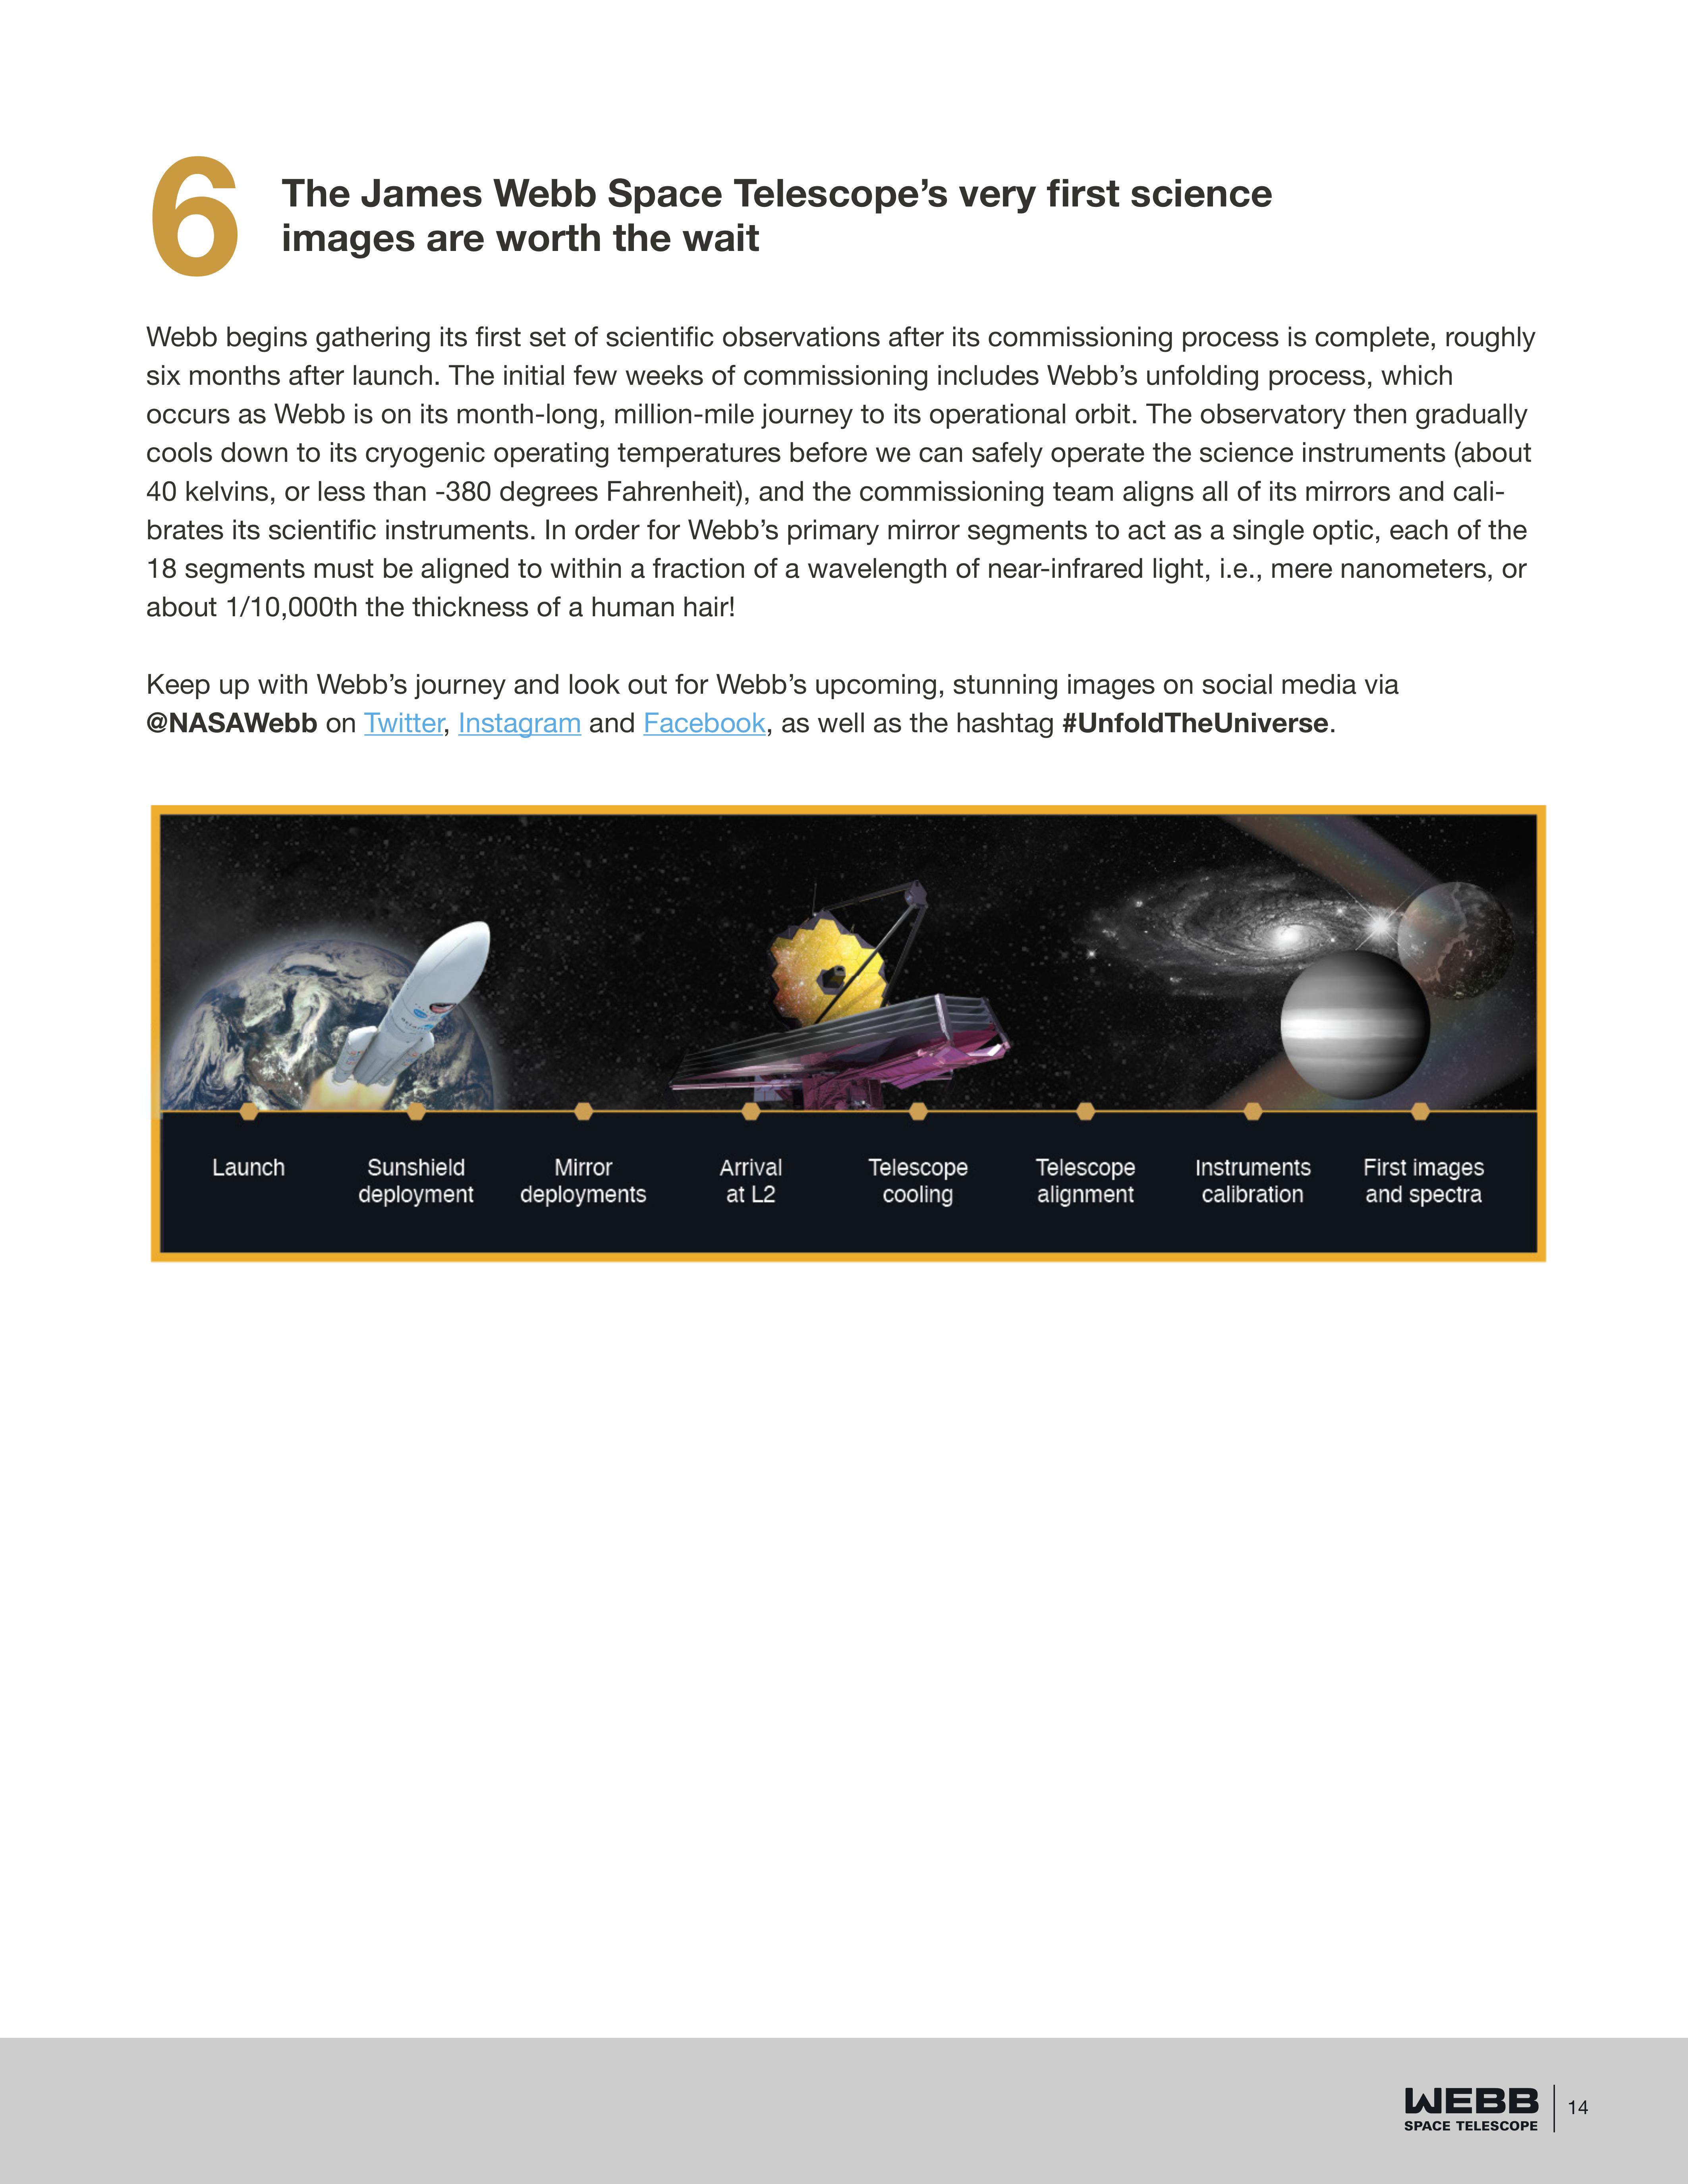 6
The James Webb Space Telescope’s very first science
images are worth the wait
Webb begins gathering its first set of scientific observations after its commissioning process is complete, roughly
six months after launch. The initial few weeks of commissioning includes Webb’s unfolding process, which
occurs as Webb is on its month-long, million-mile journey to its operational orbit. The observatory then gradually
cools down to its cryogenic operating temperatures before we can safely operate the science instruments (about
40 kelvins, or less than -380 degrees Fahrenheit), and the commissioning team aligns all of its mirrors and cali-
brates its scientific instruments. In order for Webb’s primary mirror segments to act as a single optic, each of the
18 segments must be aligned to within a fraction of a wavelength of near-infrared light, i.e., mere nanometers, or
about 1/10,000th the thickness of a human hair!
Keep up with Webb’s journey and look out for Webb’s upcoming, stunning images on social media via
@NASAWebb on Twitter, Instagram and Facebook, as well as the hashtag #UnfoldTheUniverse.
Launch
Sunshield
deployment
Mirror
deployments
Arrival
at L2
Telescope
cooling
Telescope
alignment
Instruments
calibration
First images
and spectra
WEBB
SPACE TELESCOPE
14